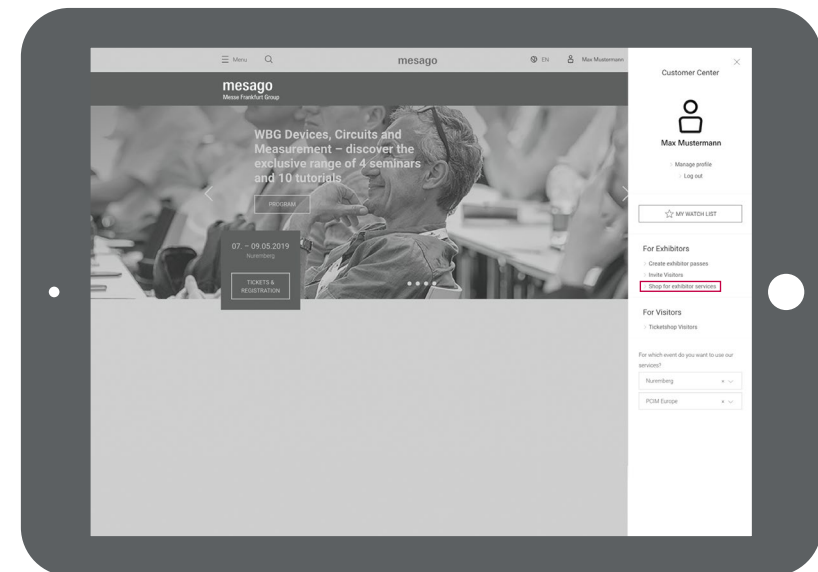 Menu
mesago
EN
Max Mustermann
mesago
Messe Frankfurt Group
WBG Devices, Circuits and
Measurement – discover the
exclusive range of 4 seminars
and 10 tutorials
PROGRAM
07. – 09.05.2019
Nuremberg
TICKETS &
REGISTRATION
Customer Center
Max Mustermann
Manage profile
Log out
MY WATCH LIST
For Exhibitors
Create exhibitor passes
Invite Visitors
Shop for exhibitor services
For Visitors
Ticketshop Visitors
For which event do you want to use our
services?
Nuremberg
PCIM Europe